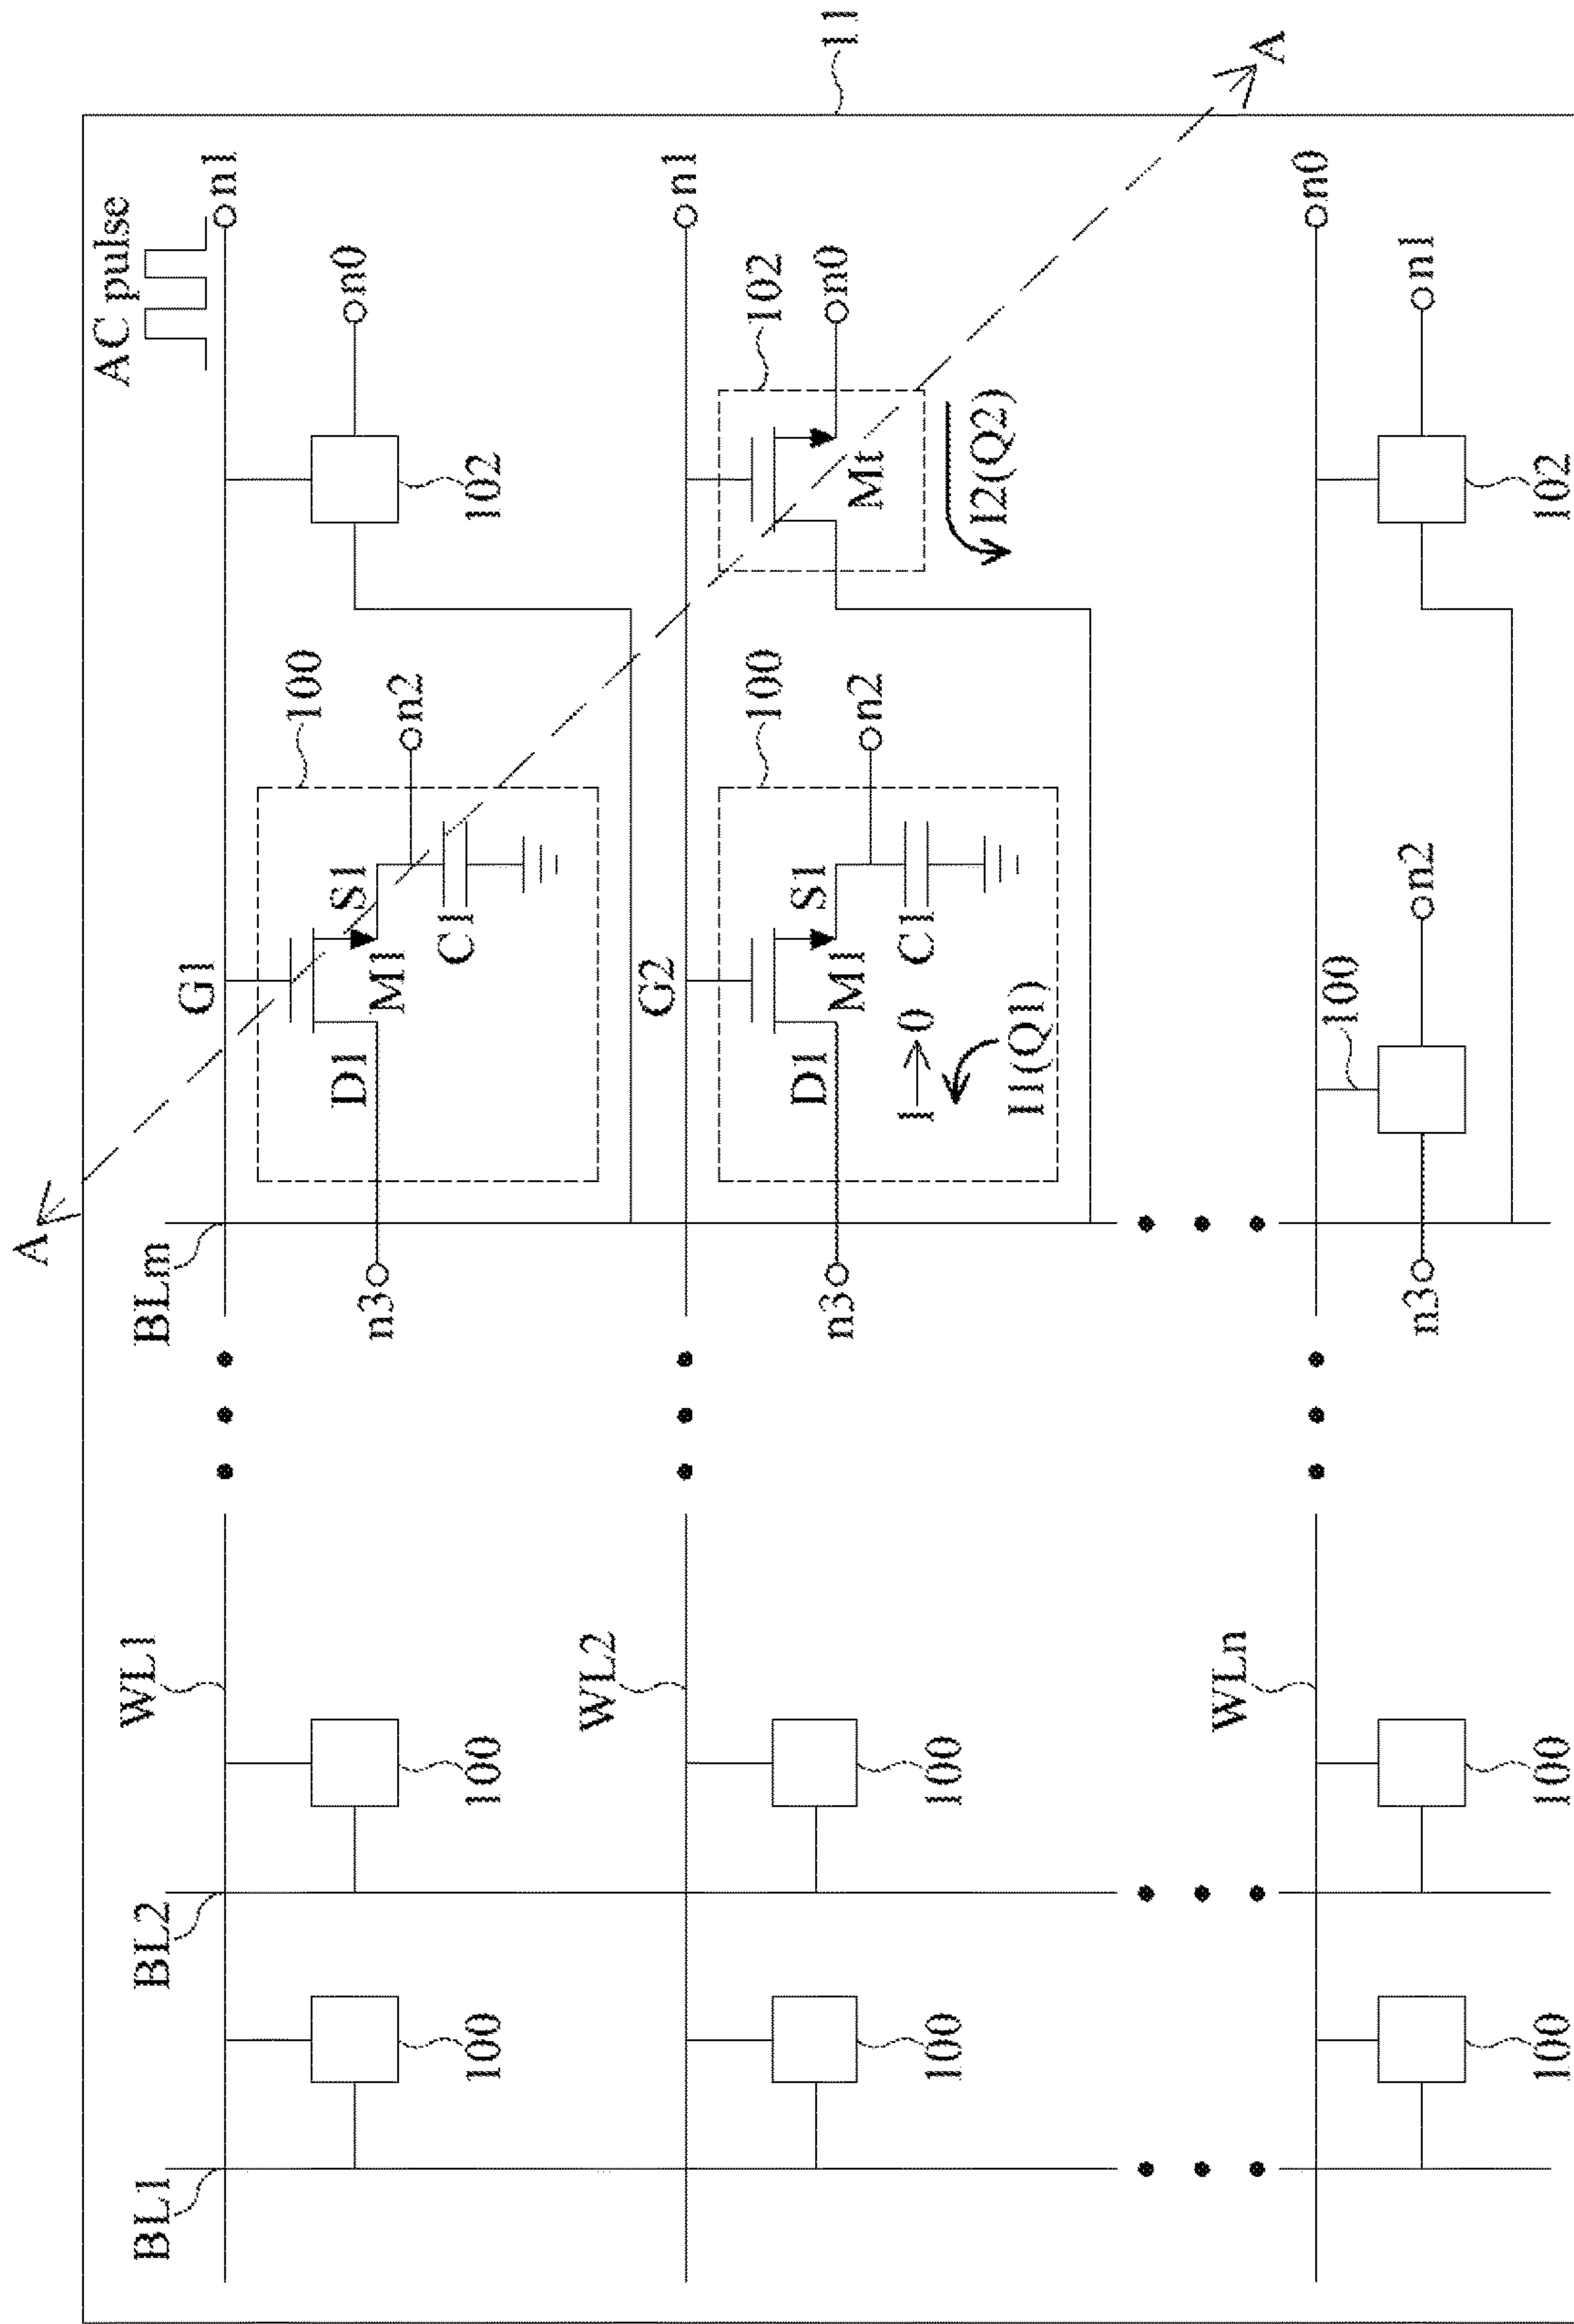 A
AC pulse
BL1
BL2
WL1
BLm
G1
n1
100
D1
S1
n0
n3
M1
n2
C1
100
100
102
WL2
G2
n1
100
102
D1
S1
n0
n3
M1
n2
Mt
11
1→0
C1
100
100
I2(Q2)
I1(Q1)
WLn
A
n0
100
n3
n2
n1
100
100
102